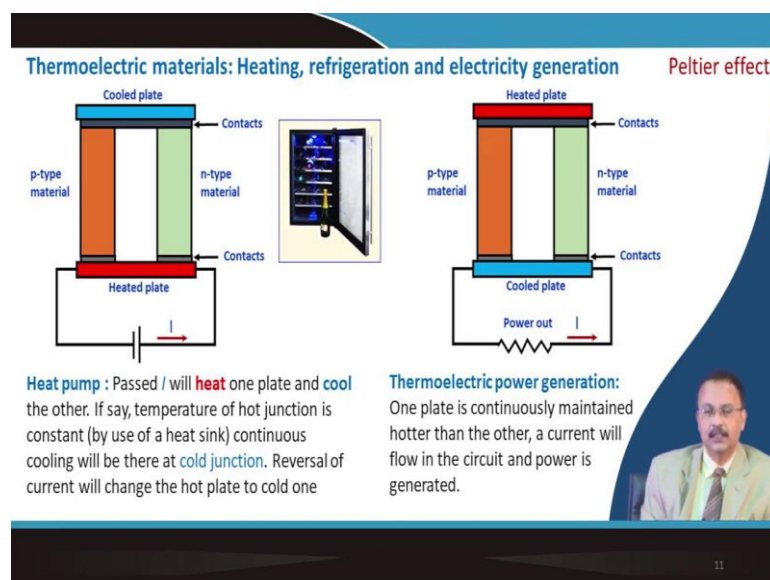 Thermoelectric materials: Heating, refrigeration and electricity generation
Peltier effect
Cooled plate
Contacts
p-type
material
n-type
material
Contacts
Heated plate
I
Heated plate
Contacts
p-type
material
n-type
material
Contacts
Cooled plate
Power out
I
Heat pump : Passed I will heat one plate and cool
the other. If say, temperature of hot junction is
constant (by use of a heat sink) continuous
cooling will be there at cold junction. Reversal of
current will change the hot plate to cold one
Thermoelectric power generation:
One plate is continuously maintained
hotter than the other, a current will
flow in the circuit and power is
generated.
11